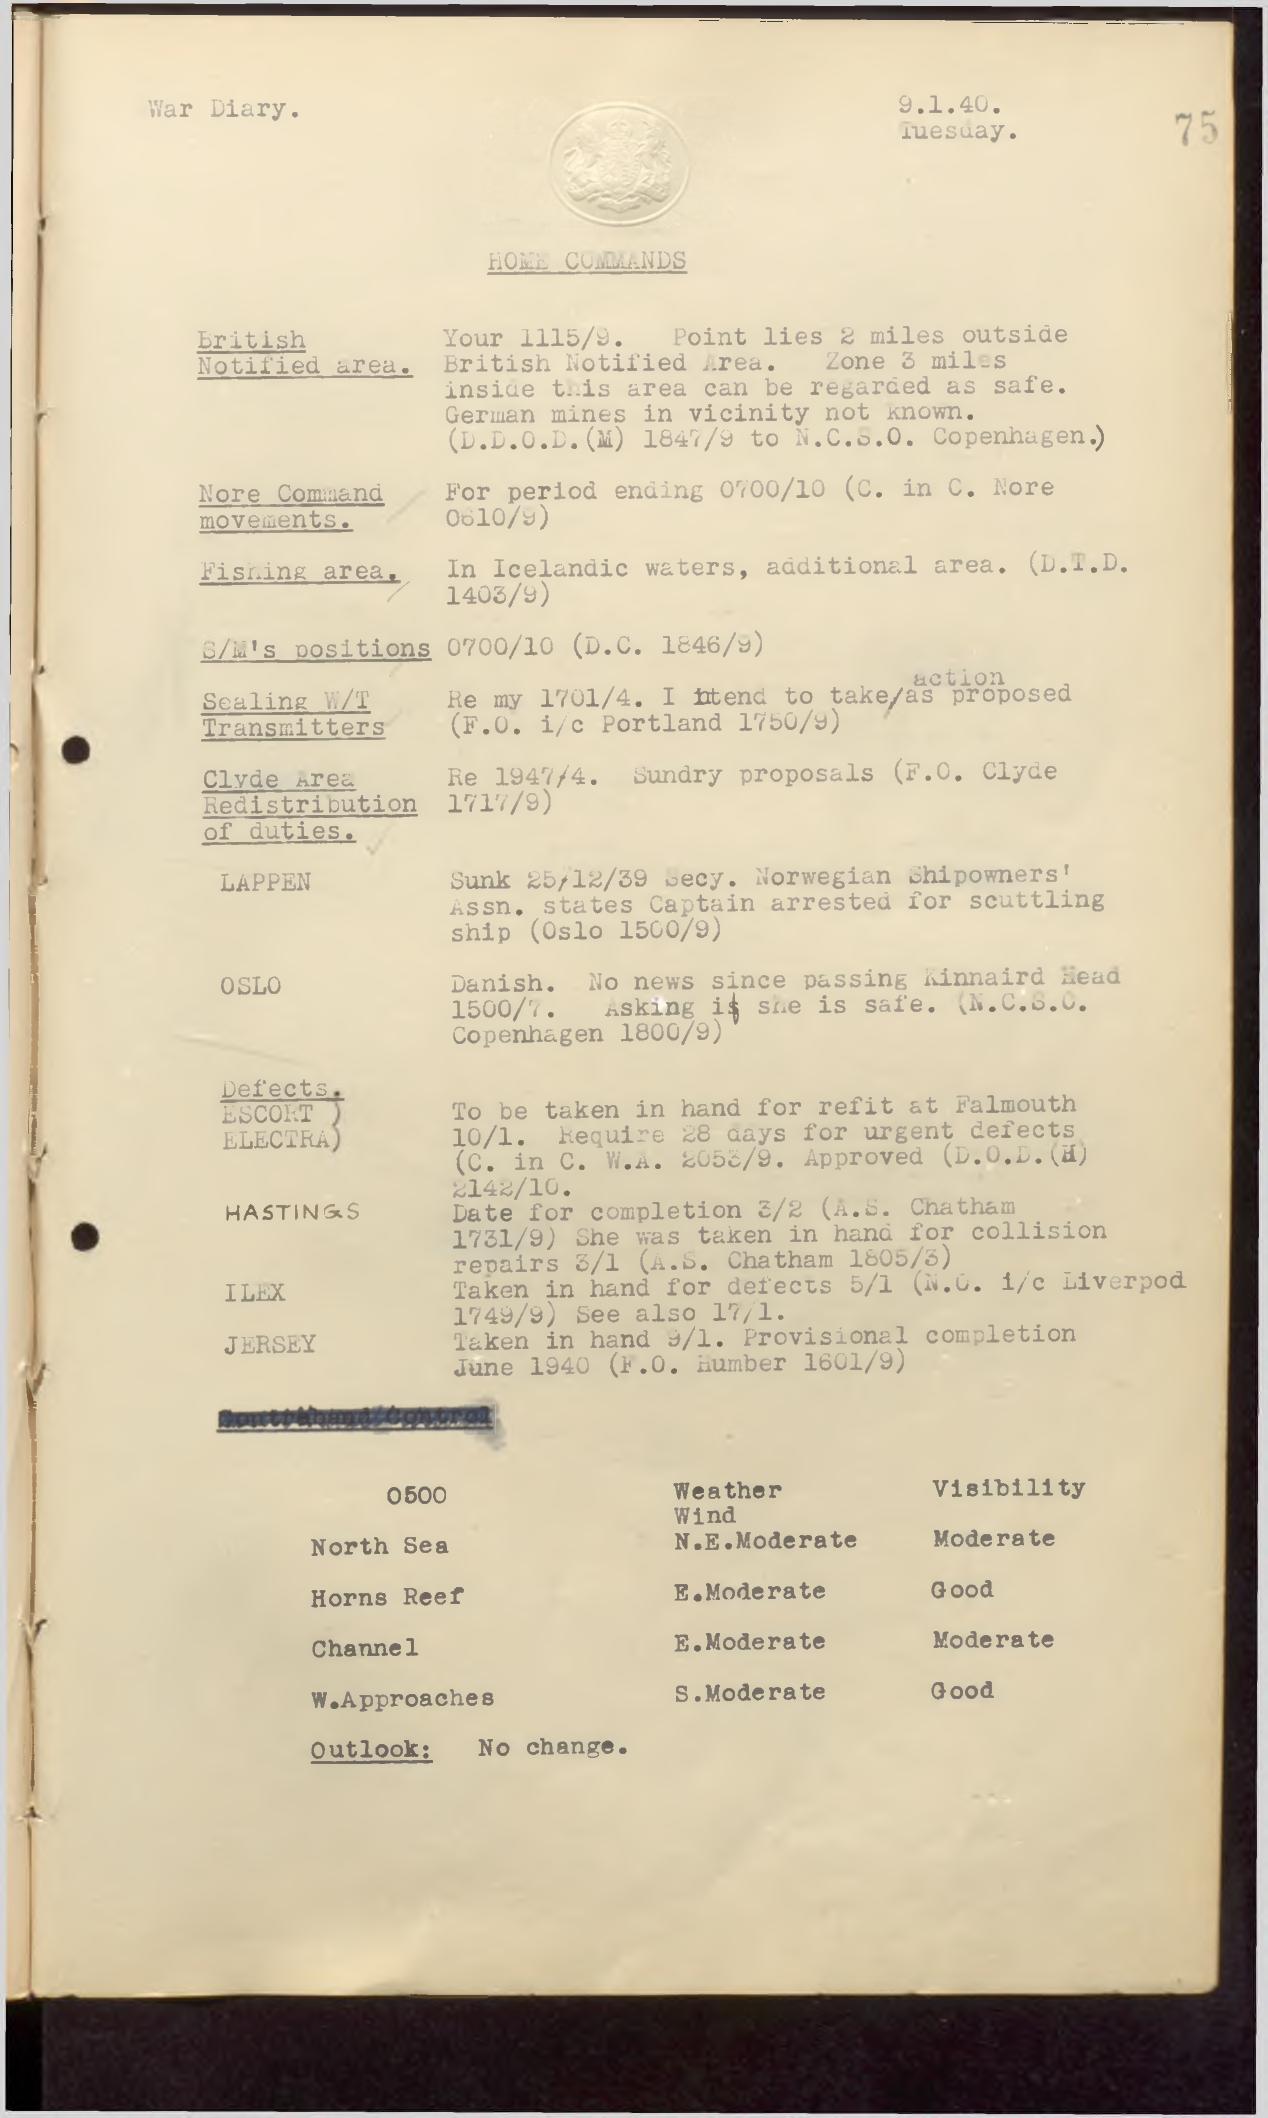 War Diary.
9.1.40.
Tuesday.
75
HOME COMMANDS
British Notified area.
Your 1115/9. Point lies 2 miles outside
British Notified Area. Zone 3 miles
inside this area can be regarded as safe.
German mines in vicinity not known.
(D.D.O.D.(M) 1847/9 to N.C.S.O. Copenhagen.)
Nore Command movements.
For period ending 0700/10 (C. in C. Nore
0610/9)
Fishing area.
In Icelandic waters, additional area. (D.T.D.
1403/9)
S/M's positions 0700/10 (D.C. 1846/9)
Sealing W/T Transmitters
action
Re my 1701/4. I intend to take/as proposed
(F.O. i/c Portland 1750/9)
Clyde Area Redistribution of duties.
Re 1947/4. Sundry proposals (F.O. Clyde
1717/9)
LAPPEN
Sunk 25/12/39 Secy. Norwegian Shipowners'
Assn. states Captain arrested for scuttling
ship (Oslo 1500/9)
OSLO
Danish. No news since passing Kinnaird Head
1500/7. Asking if she is safe. (N.C.S.O.
Copenhagen 1800/9)
Defects.
ESCORT )
ELECTRA)
To be taken in hand for refit at Falmouth
10/1. Require 28 days for urgent defects
(C. in C. W.A. 2053/9. Approved (D.O.D.(H)
2142/10.
HASTINGS
Date for completion 3/2 (A.S. Chatham
1731/9) She was taken in hand for collision
repairs 3/1 (A.S. Chatham 1805/3)
ILEX
Taken in hand for defects 5/1 (N.O. i/c Liverpod
1749/9) See also 17/1.
JERSEY
Taken in hand 9/1. Provisional completion
June 1940 (F.O. Humber 1601/9)
Contraband Control
0500 Weather Visibility
Wind
North Sea N.E.Moderate Moderate
Horns Reef E.Moderate Good
Channel E.Moderate Moderate
W.Approaches S.Moderate Good
Outlook: No change.